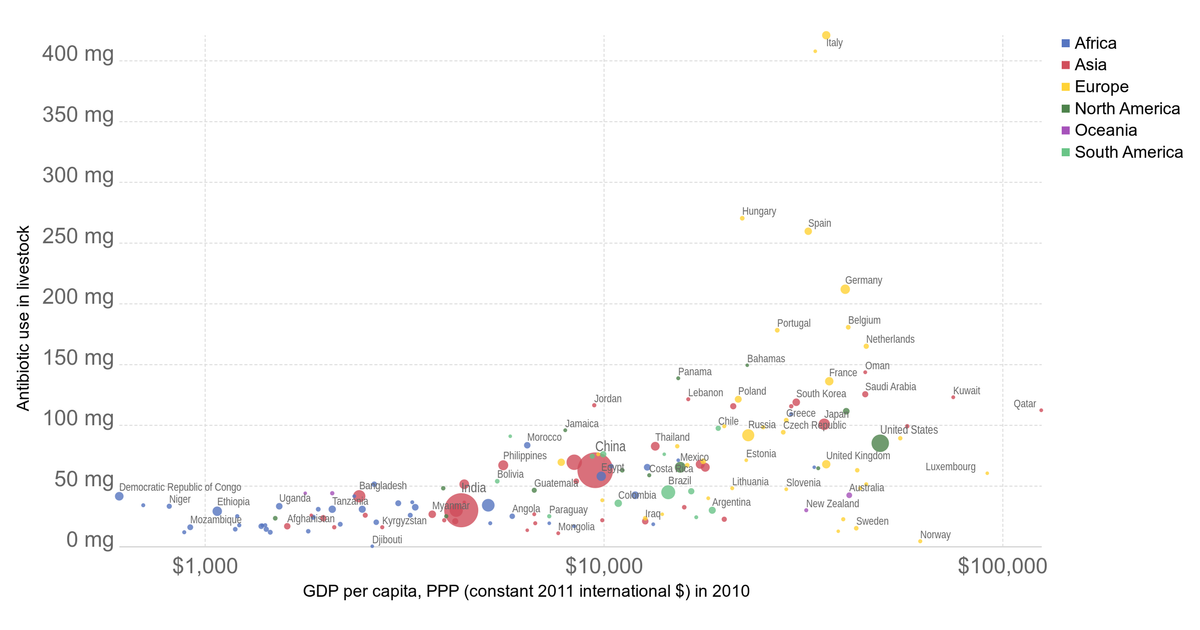 400 mg
350 mg
300 mg
250 mg
200 mg
150 mg
100 mg
50 mg
0 mg
Antibiotic use in livestock
$1,000
$10,000
$100,000
GDP per capita, PPP (constant 2011 international $) in 2010
Africa
Asia
Europe
North America
Oceania
South America
Italy
Hungary
Spain
Germany
Portugal
Belgium
Netherlands
Bahamas
Oman
Panama
France
Saudi Arabia
Kuwait
Lebanon
Poland
South Korea
Jordan
Qatar
Greece
Japan
Jamaica
Chile
Russia
Czech Republic
United States
Morocco
Thailand
China
Philippines
Mexico
Estonia
United Kingdom
Egypt
Costa Rica
Luxembourg
Bolivia
Guatemala
Brazil
Lithuania
Slovenia
Australia
Democratic Republic of Congo
Bangladesh
India
Niger
Ethiopia
Uganda
Tanzania
Myanmar
Angola
Paraguay
Colombia
Argentina
New Zealand
Mozambique
Afghanistan
Kyrgyzstan
Mongolia
Iraq
Sweden
Djibouti
Norway